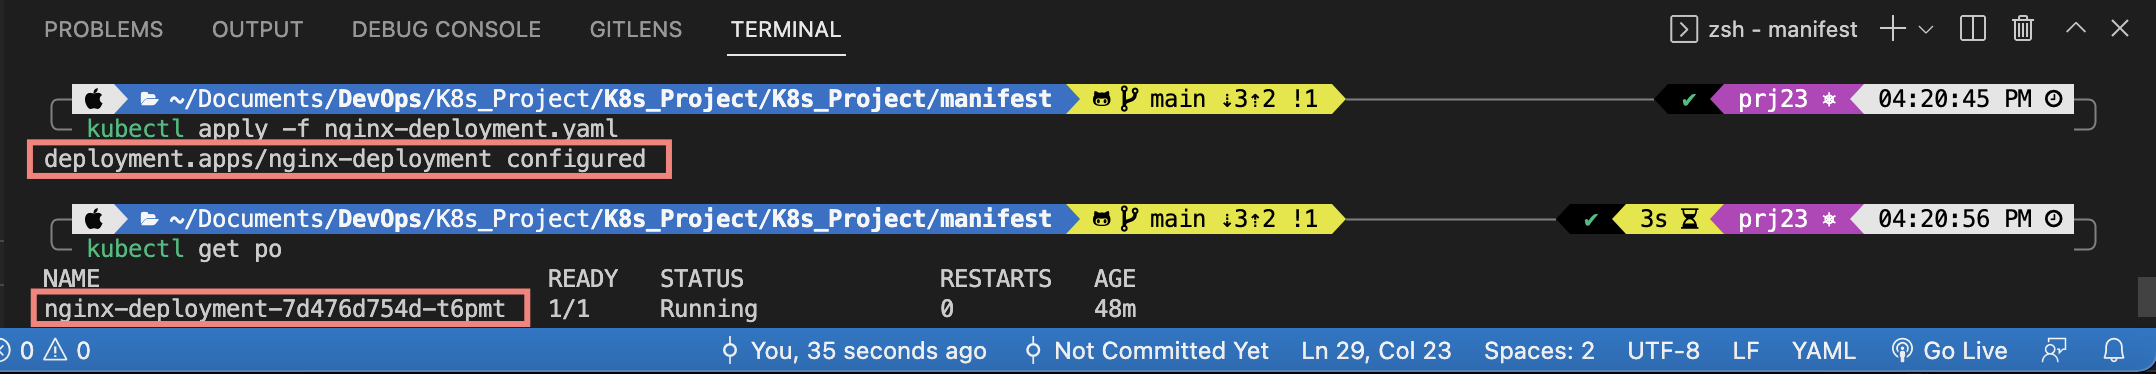 PROBLEMS OUTPUT DEBUG CONSOLE GITLENS TERMINAL zsh - manifest
~/Documents/DevOps/K8s_Project/K8s_Project/K8s_Project/manifest main ⇣3⇡2 !1 ✔ prj23 ⎈ 04:20:45 PM
kubectl apply -f nginx-deployment.yaml
deployment.apps/nginx-deployment configured
~/Documents/DevOps/K8s_Project/K8s_Project/K8s_Project/manifest main ⇣3⇡2 !1 ✔ 3s prj23 ⎈ 04:20:56 PM
kubectl get po
NAME READY STATUS RESTARTS AGE
nginx-deployment-7d476d754d-t6pmt 1/1 Running 0 48m
0 0 You, 35 seconds ago Not Committed Yet Ln 29, Col 23 Spaces: 2 UTF-8 LF YAML Go Live